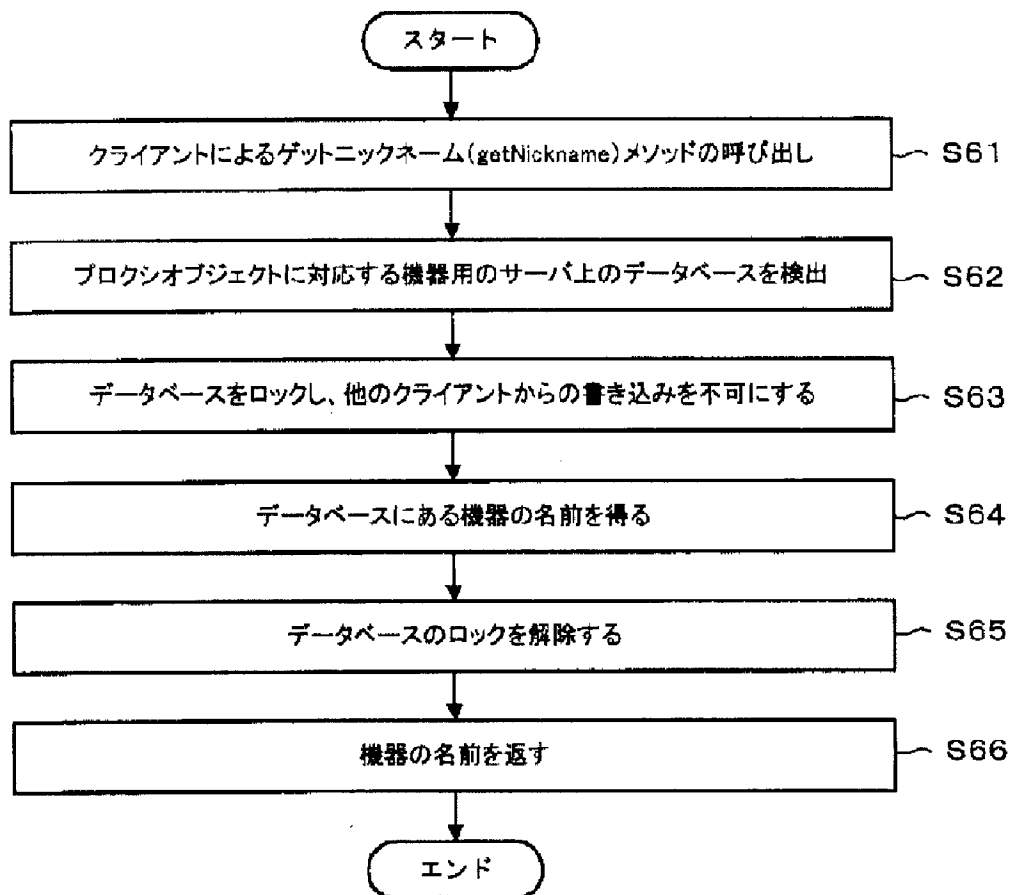 スタート
クライアントによるゲットニックネーム(getNickname)メソッドの呼び出し
S61
プロクシオブジェクトに対応する機器用のサーバ上のデータベースを検出
S62
データベースをロックし、他のクライアントからの書き込みを不可にする
S63
データベースにある機器の名前を得る
S64
データベースのロックを解除する
S65
機器の名前を返す
S66
エンド